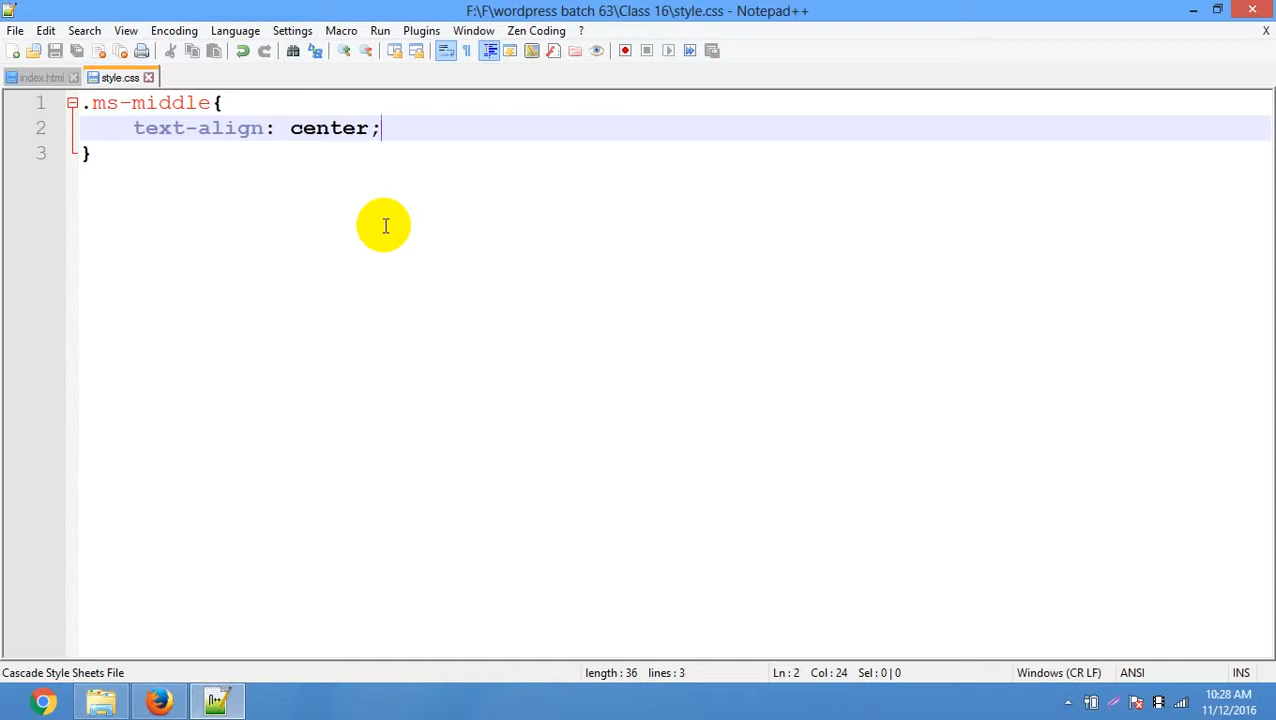 F:\F\wordpress batch 63\Class 16\style.css - Notepad++
File Edit Search View Encoding Language Settings Macro Run Plugins Window Zen Coding ? X
index.html style.css
1 .ms-middle{
2 text-align: center;
3 }
Cascade Style Sheets File length : 36 lines : 3 Ln : 2 Col : 24 Sel : 0 | 0 Windows (CR LF) ANSI INS
10:28 AM
11/12/2016